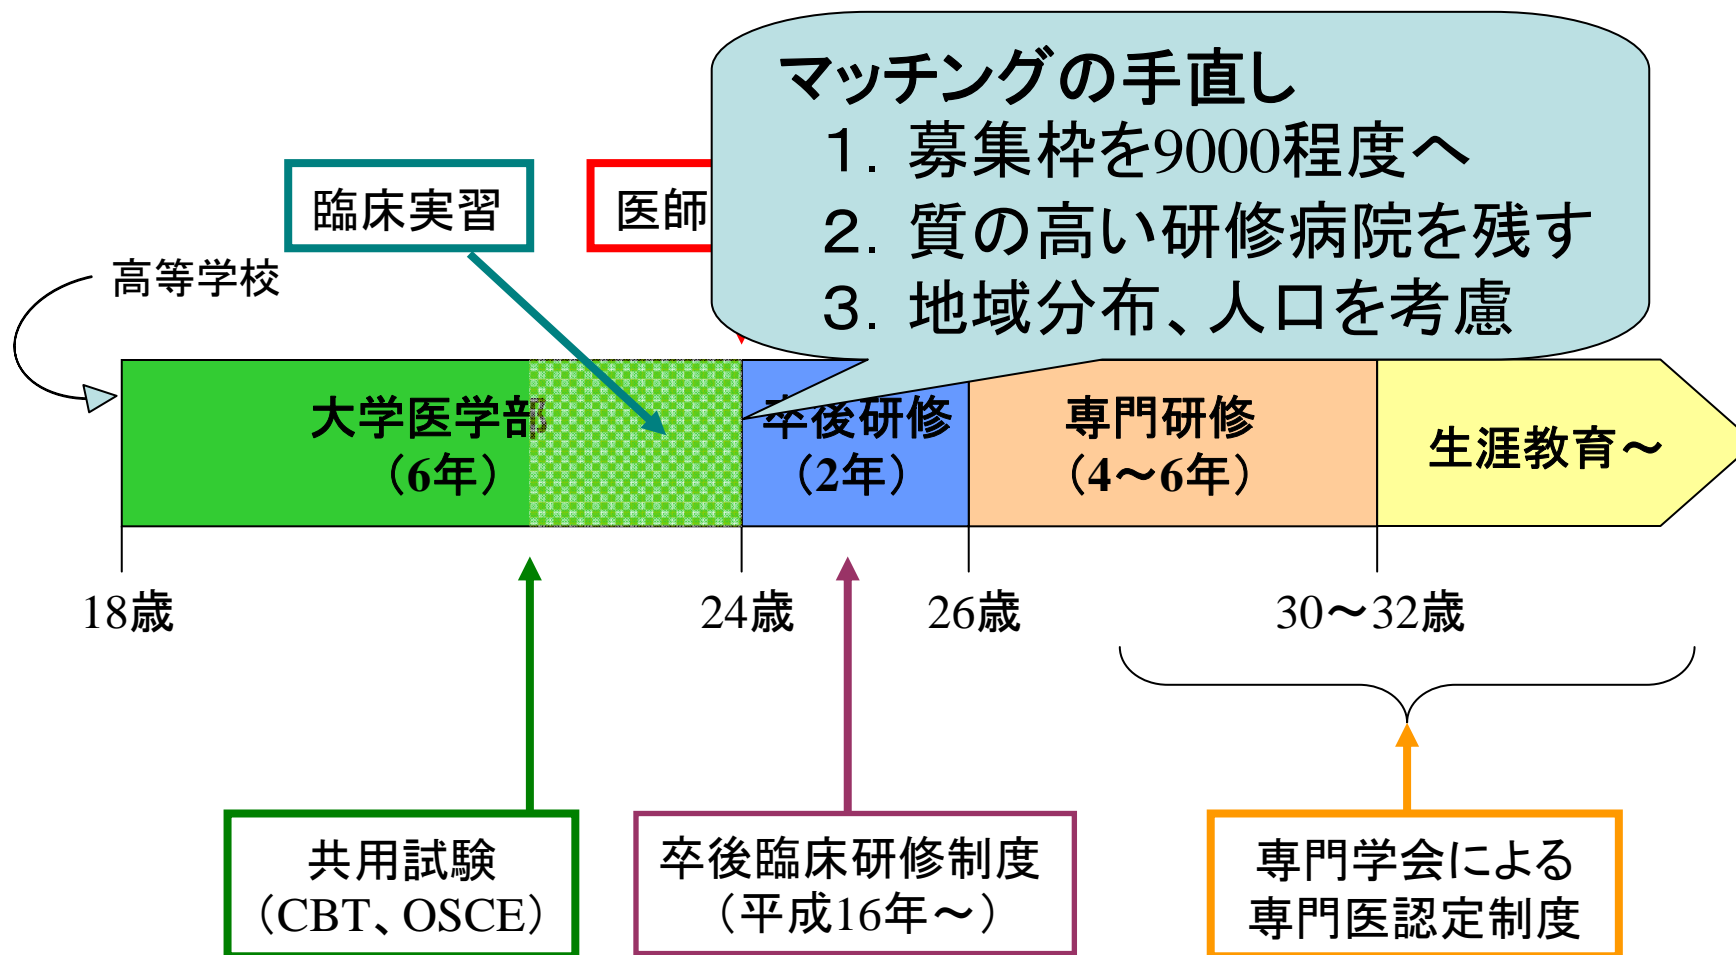 マッチングの手直し
１．募集枠を9000程度へ
２．質の高い研修病院を残す
３．地域分布、人口を考慮
臨床実習
医師
高等学校
大学医学部
（6年）
卒後研修
（2年）
専門研修
（4～6年）
生涯教育～
18歳
24歳
26歳
30～32歳
共用試験
（CBT、OSCE）
卒後臨床研修制度
（平成16年～）
専門学会による
専門医認定制度